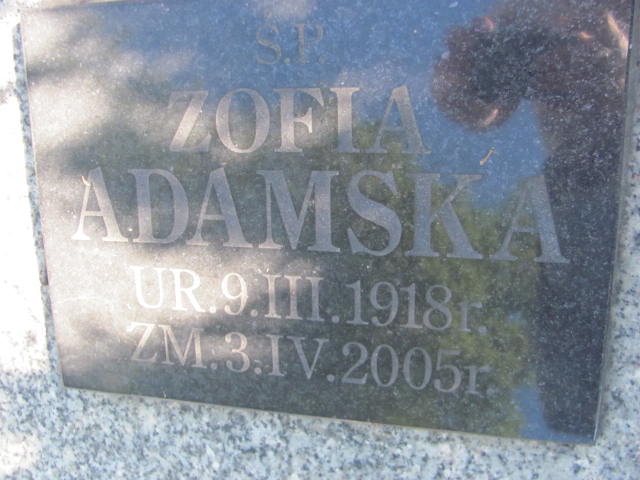 Ś.P.
ZOFIA
ADAMSKA
UR.9.III.1918r.
ZM.3.IV.2005r.